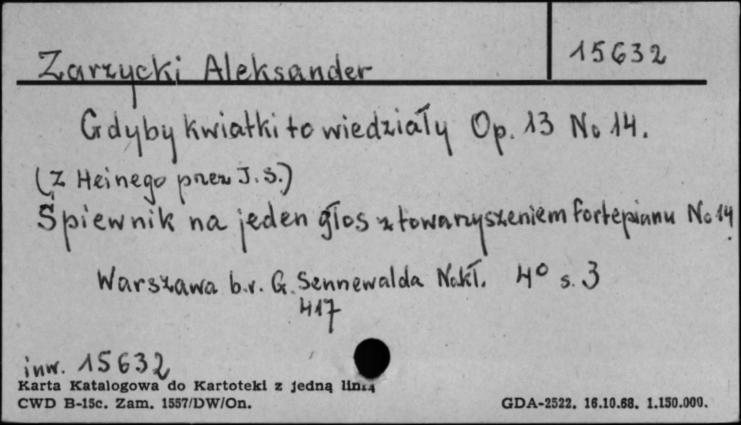 Zarzycki Aleksander 15632
Gdyby kwiatki to wiedziały Op. 13 No 14.
(Z Heinego przez J. S.)
Śpiewnik na jeden głos z towarzyszeniem fortepianu No 14
Warszawa b.r. G. Sennewalda Nakł. 4° s. 3
417
inw. 15632
Karta Katalogowa do Kartoteki z jedną linią
CWD B-15c. Zam. 1557/DW/On. GDA-2522. 16.10.68. 1.150.000.